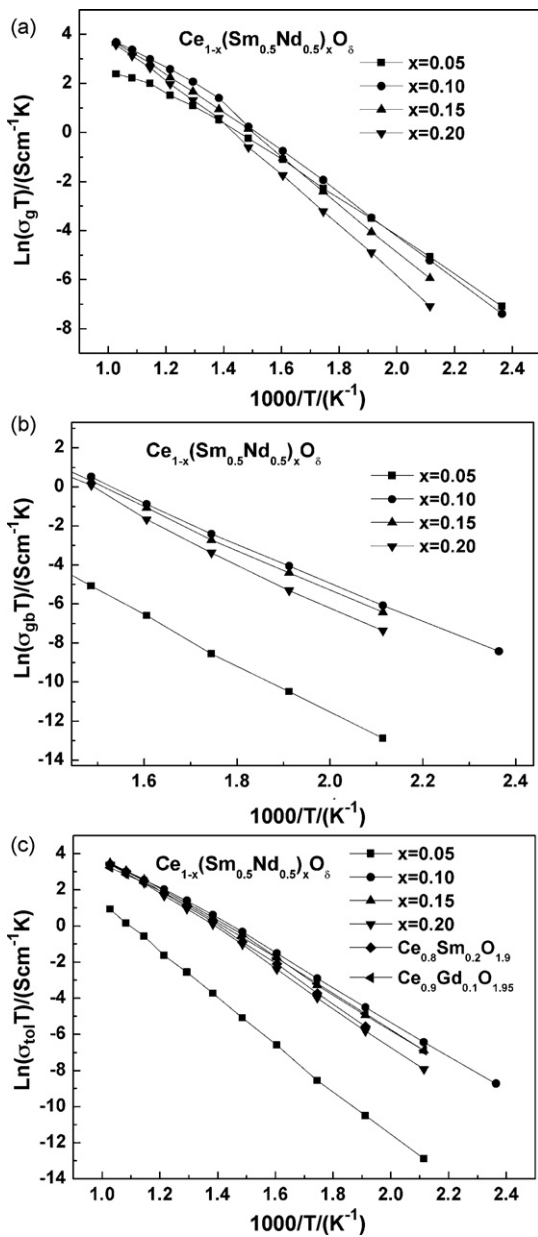 (a)
Ce1-x(Sm0.5Nd0.5)xOδ
x=0.05
x=0.10
x=0.15
x=0.20
4
2
0
-2
-4
-6
-8
Ln(σgT)/(Scm-1K)
1.0 1.2 1.4 1.6 1.8 2.0 2.2 2.4
1000/T/(K-1)
(b)
Ce1-x(Sm0.5Nd0.5)xOδ
x=0.05
x=0.10
x=0.15
x=0.20
2
0
-2
-4
-6
-8
-10
-12
-14
Ln(σgbT)/(Scm-1K)
1.6 1.8 2.0 2.2 2.4
1000/T/(K-1)
(c)
Ce1-x(Sm0.5Nd0.5)xOδ
x=0.05
x=0.10
x=0.15
x=0.20
Ce0.8Sm0.2O1.9
Ce0.9Gd0.1O1.95
4
2
0
-2
-4
-6
-8
-10
-12
-14
Ln(σtolT)/(Scm-1K)
1.0 1.2 1.4 1.6 1.8 2.0 2.2 2.4 2.6
1000/T/(K-1)